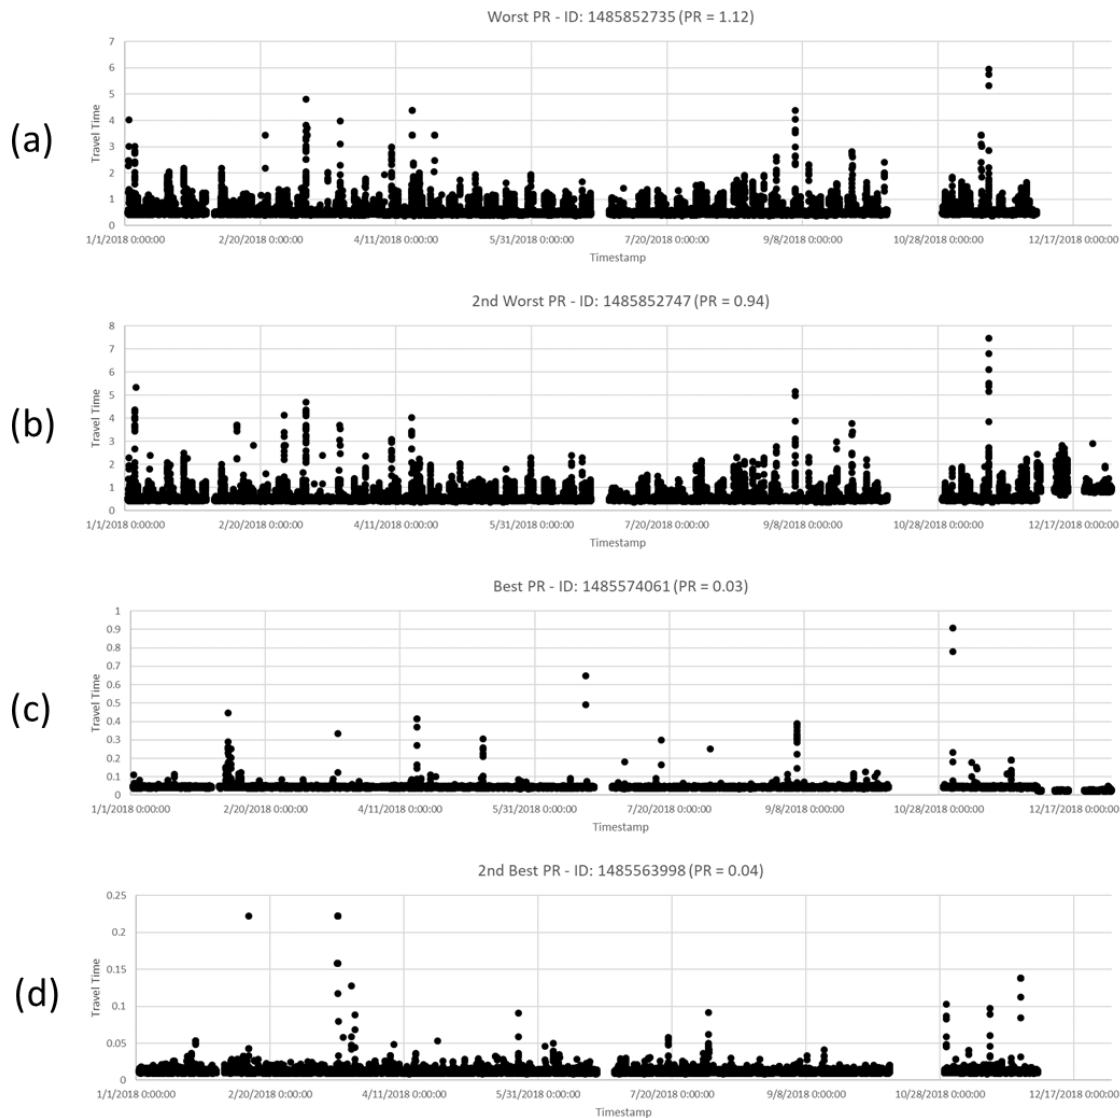 Worst PR - ID: 1485852735 (PR = 1.12)
(a)
Travel Time
7
6
5
4
3
2
1
0
1/1/2018 0:00:00 2/20/2018 0:00:00 4/11/2018 0:00:00 5/31/2018 0:00:00 7/20/2018 0:00:00 9/8/2018 0:00:00 10/28/2018 0:00:00 12/17/2018 0:00:00
Timestamp
2nd Worst PR - ID: 1485852747 (PR = 0.94)
(b)
Travel Time
8
7
6
5
4
3
2
1
0
1/1/2018 0:00:00 2/20/2018 0:00:00 4/11/2018 0:00:00 5/31/2018 0:00:00 7/20/2018 0:00:00 9/8/2018 0:00:00 10/28/2018 0:00:00 12/17/2018 0:00:00
Timestamp
Best PR - ID: 1485574061 (PR = 0.03)
(c)
Travel Time
1
0.9
0.8
0.7
0.6
0.5
0.4
0.3
0.2
0.1
0
1/1/2018 0:00:00 2/20/2018 0:00:00 4/11/2018 0:00:00 5/31/2018 0:00:00 7/20/2018 0:00:00 9/8/2018 0:00:00 10/28/2018 0:00:00 12/17/2018 0:00:00
Timestamp
2nd Best PR - ID: 1485563998 (PR = 0.04)
(d)
Travel Time
0.25
0.2
0.15
0.1
0.05
0
1/1/2018 0:00:00 2/20/2018 0:00:00 4/11/2018 0:00:00 5/31/2018 0:00:00 7/20/2018 0:00:00 9/8/2018 0:00:00 10/28/2018 0:00:00 12/17/2018 0:00:00
Timestamp